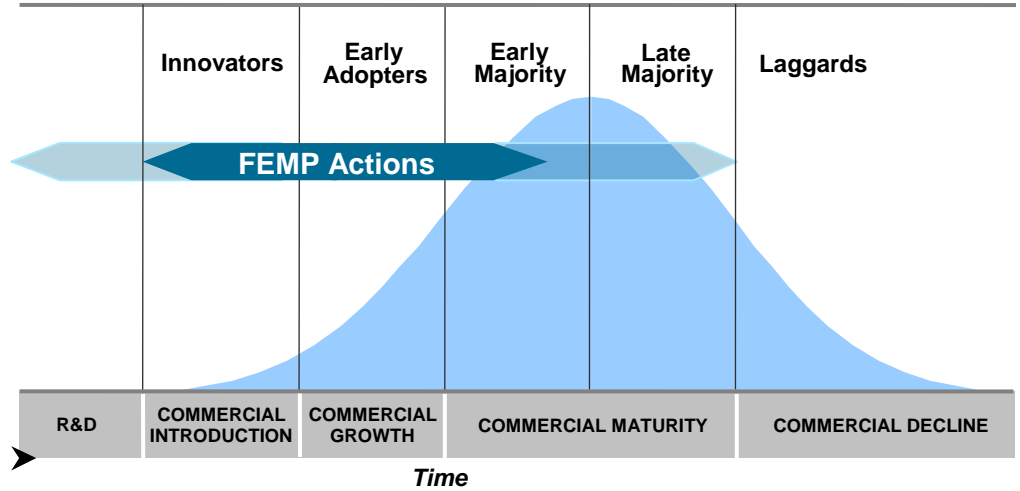 Innovators
Early
Adopters
Early
Majority
Late
Majority
Laggards
FEMP Actions
R&D
COMMERCIAL
INTRODUCTION
COMMERCIAL
GROWTH
COMMERCIAL MATURITY
COMMERCIAL DECLINE
Time